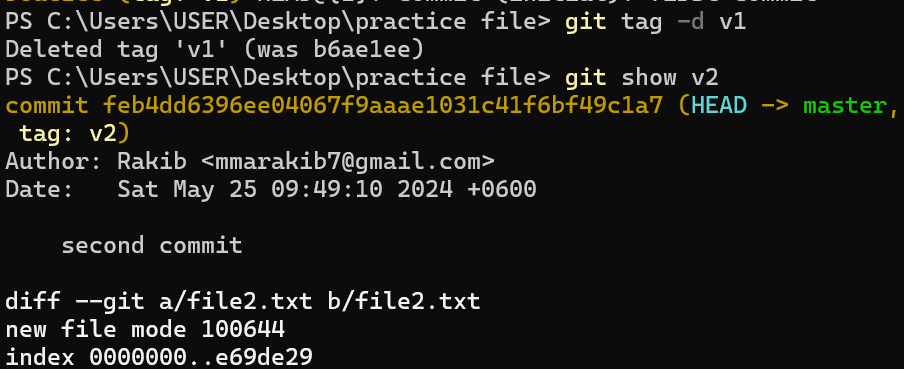 PS C:\Users\USER\Desktop\practice file> git tag -d v1
Deleted tag 'v1' (was b6ae1ee)
PS C:\Users\USER\Desktop\practice file> git show v2
commit feb4dd6396ee04067f9aaae1031c41f6bf49c1a7 (HEAD -> master,
 tag: v2)
Author: Rakib <mmarakib7@gmail.com>
Date:   Sat May 25 09:49:10 2024 +0600
    second commit
diff --git a/file2.txt b/file2.txt
new file mode 100644
index 0000000..e69de29